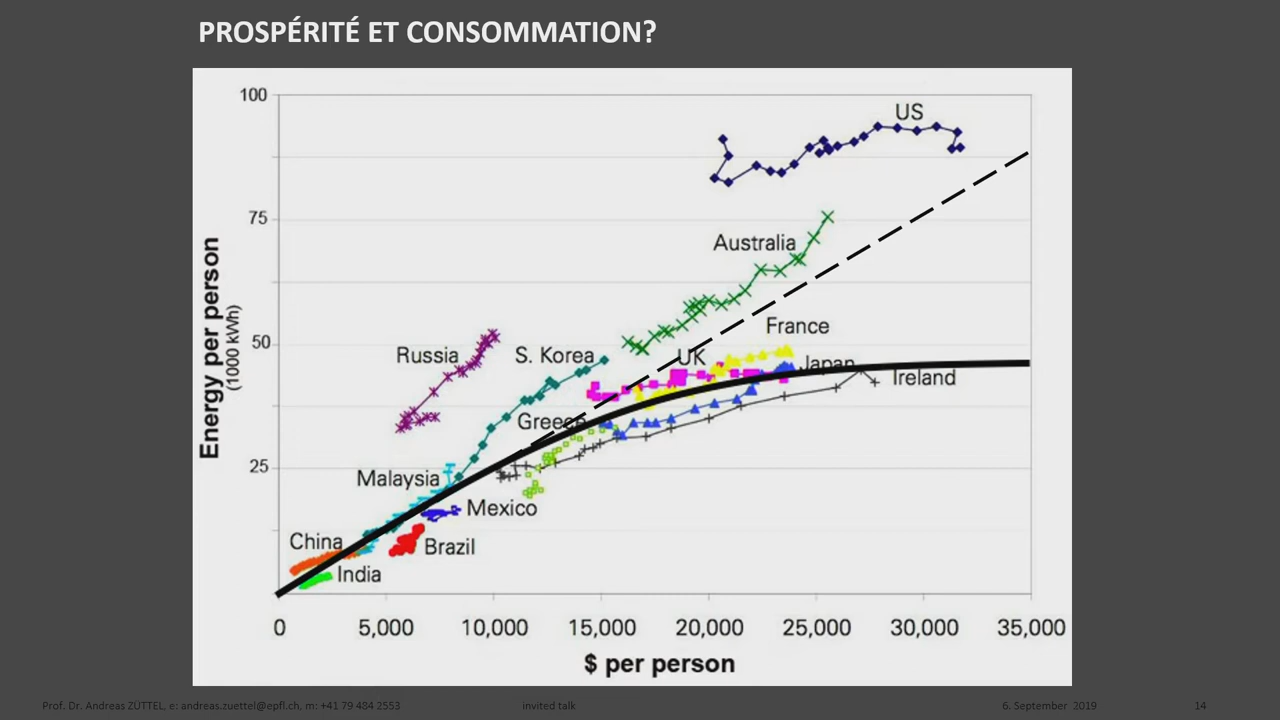 PROSPÉRITÉ ET CONSOMMATION?
100
75
50
25
Energy per person
(1000 kWh)
US
Australia
France
Russia
S. Korea
UK
Japan
Ireland
Greece
Malaysia
Mexico
China
Brazil
India
0 5,000 10,000 15,000 20,000 25,000 30,000 35,000
$ per person
Prof. Dr. Andreas ZÜTTEL, e: andreas.zuettel@epfl.ch, m: +41 79 484 2553 invited talk 6. September 2019 14